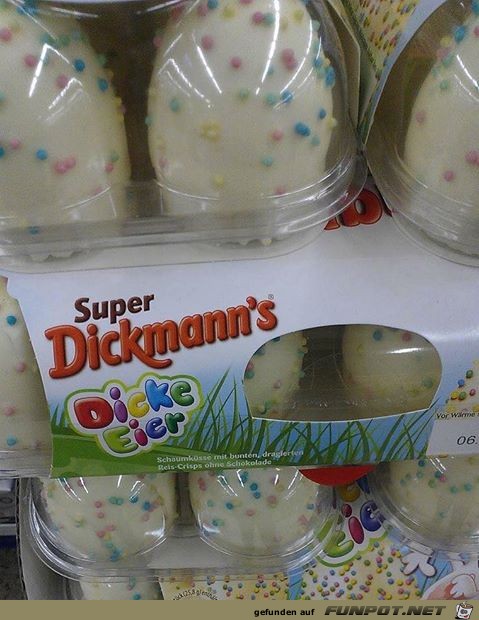 Super
Dickmann's®
Dicke
Eier
Schaumküsse mit bunten, dragierten
Reis-Crisps ohne Schokolade
Vor Wärme
06.
Eie
gefunden auf FUNPOT.NET